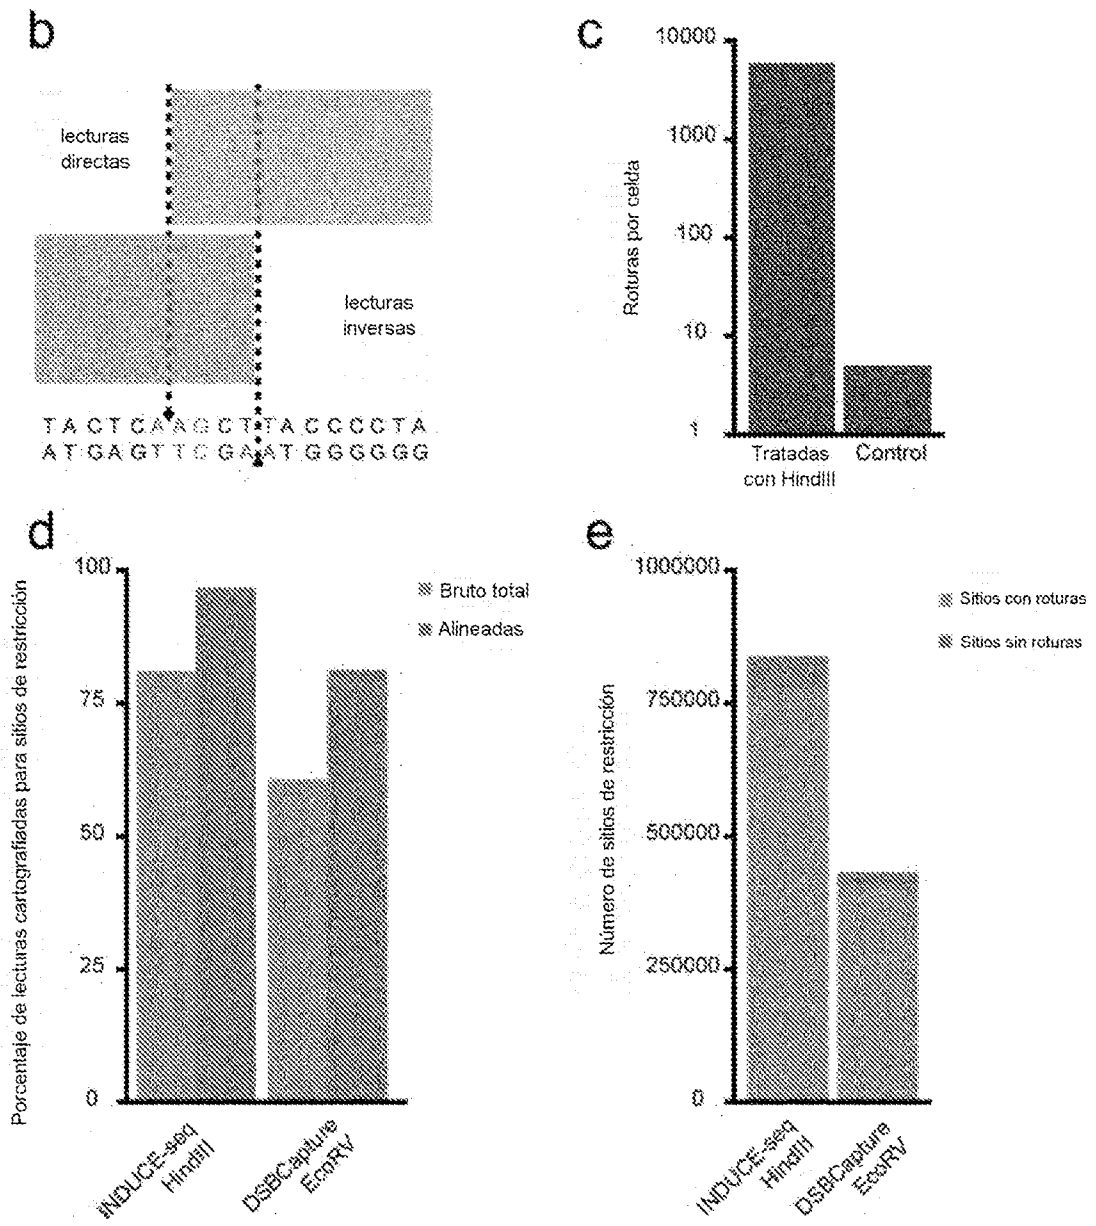 b
lecturas
directas
lecturas
inversas
TACTCAAGCTTACCCCTA
ATGAGTTCGAATGGGGGG
c
10000
1000
100
10
1
Roturas por celda
Tratadas
con HindIII
Control
d
Porcentaje de lecturas cartografiadas para sitios de restricción
100
75
50
25
0
Bruto total
Alineadas
INDUCE-seq
HindIII
DSBCapture
EcoRV
e
Número de sitios de restricción
1000000
750000
500000
250000
0
Sitios con roturas
Sitios sin roturas
INDUCE-seq
HindIII
DSBCapture
EcoRV